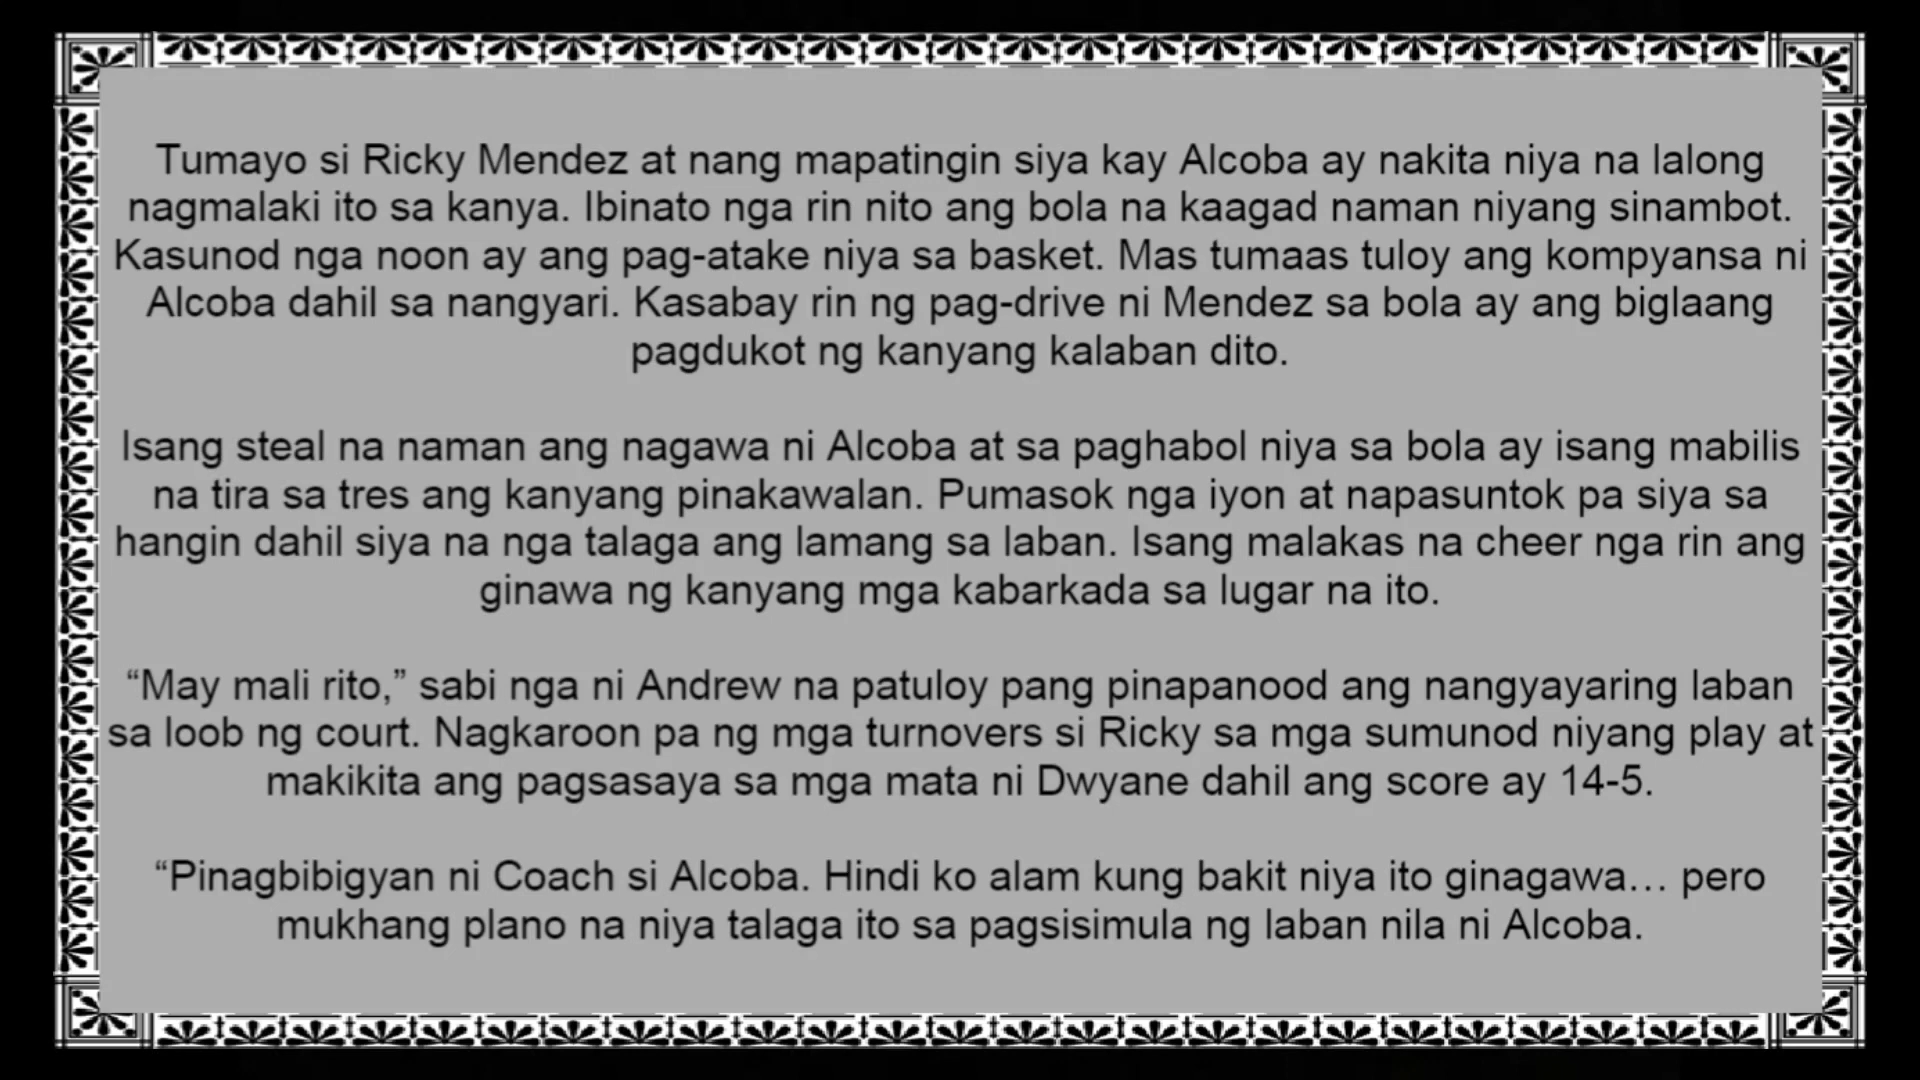 Tumayo si Ricky Mendez at nang mapatingin siya kay Alcoba ay nakita niya na lalong
nagmalaki ito sa kanya. Ibinato nga rin nito ang bola na kaagad naman niyang sinambot.
Kasunod nga noon ay ang pag-atake niya sa basket. Mas tumaas tuloy ang kompyansa ni
Alcoba dahil sa nangyari. Kasabay rin ng pag-drive ni Mendez sa bola ay ang biglaang
pagdukot ng kanyang kalaban dito.
Isang steal na naman ang nagawa ni Alcoba at sa paghabol niya sa bola ay isang mabilis
na tira sa tres ang kanyang pinakawalan. Pumasok nga iyon at napasuntok pa siya sa
hangin dahil siya na nga talaga ang lamang sa laban. Isang malakas na cheer nga rin ang
ginawa ng kanyang mga kabarkada sa lugar na ito.
“May mali rito,” sabi nga ni Andrew na patuloy pang pinapanood ang nangyayaring laban
sa loob ng court. Nagkaroon pa ng mga turnovers si Ricky sa mga sumunod niyang play at
makikita ang pagsasaya sa mga mata ni Dwyane dahil ang score ay 14-5.
“Pinagbibigyan ni Coach si Alcoba. Hindi ko alam kung bakit niya ito ginagawa… pero
mukhang plano na niya talaga ito sa pagsisimula ng laban nila ni Alcoba.